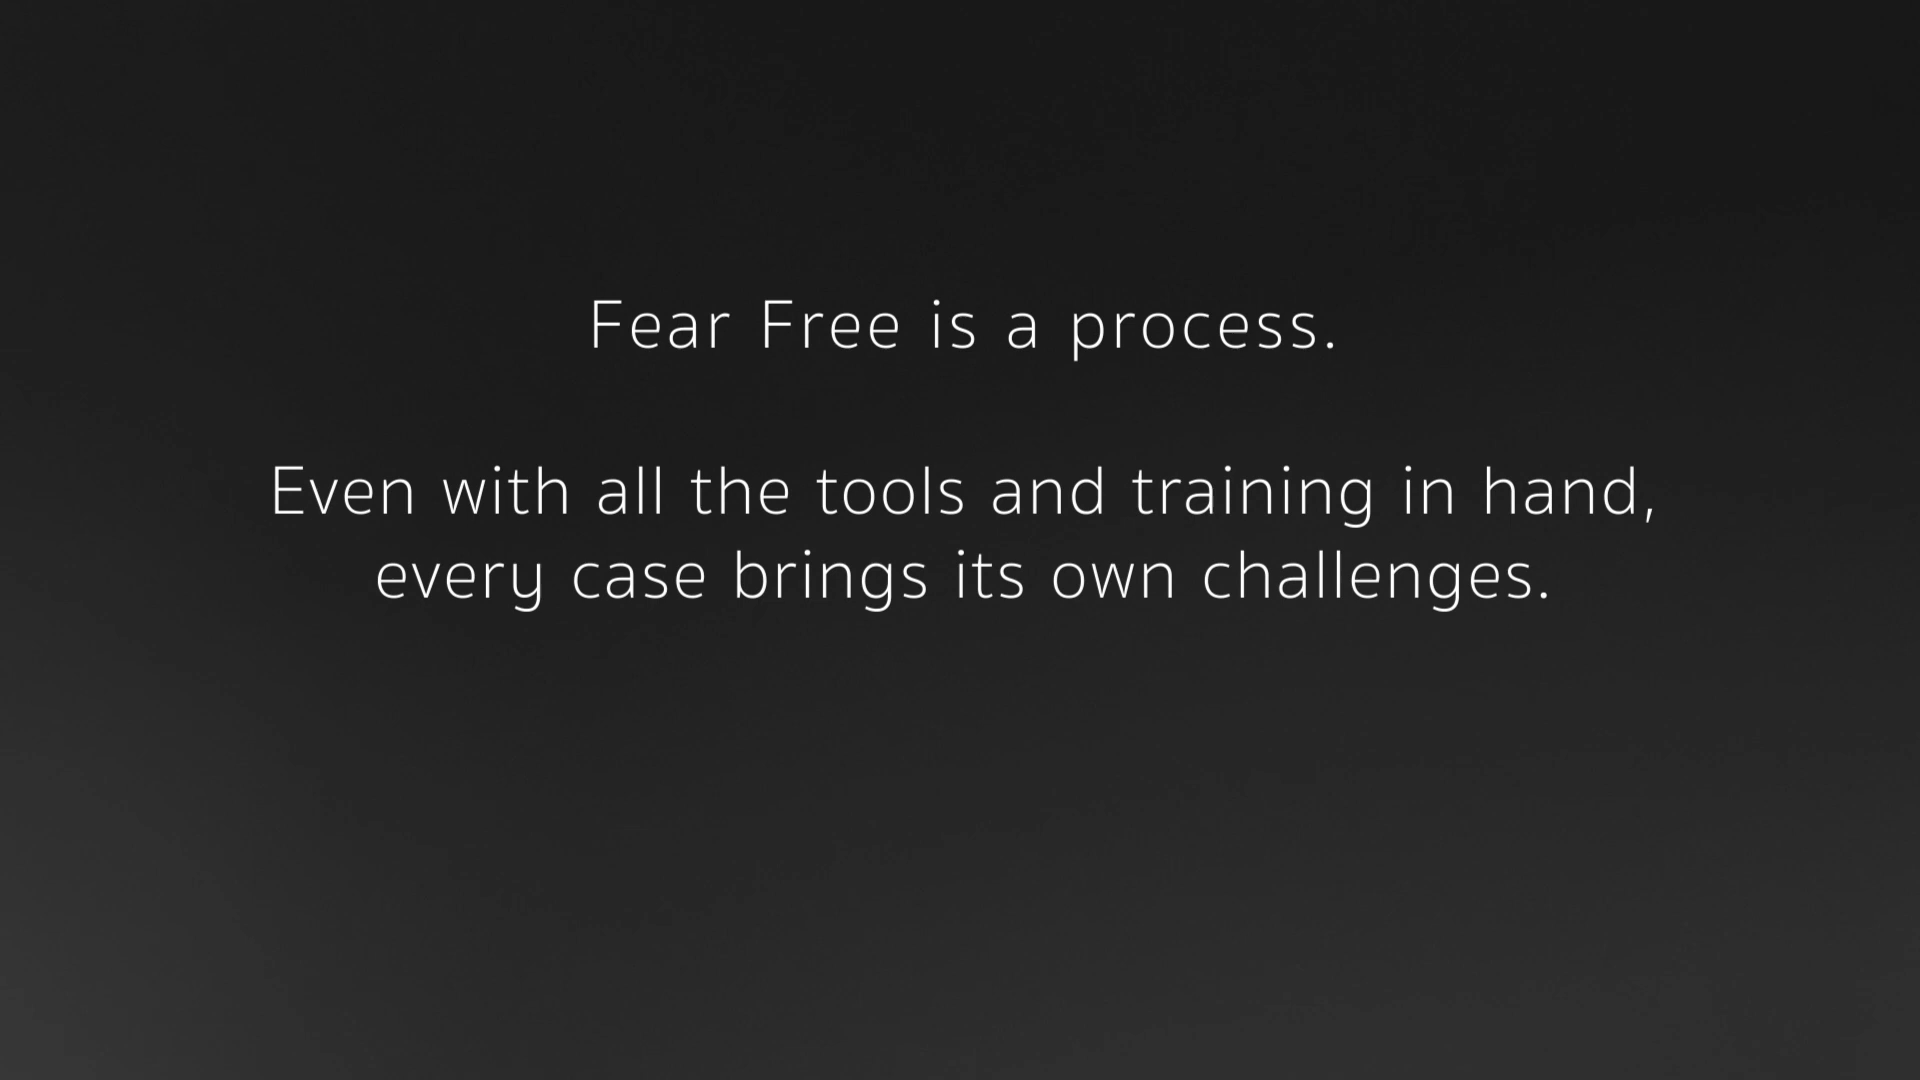 Fear Free is a process.
Even with all the tools and training in hand,
every case brings its own challenges.